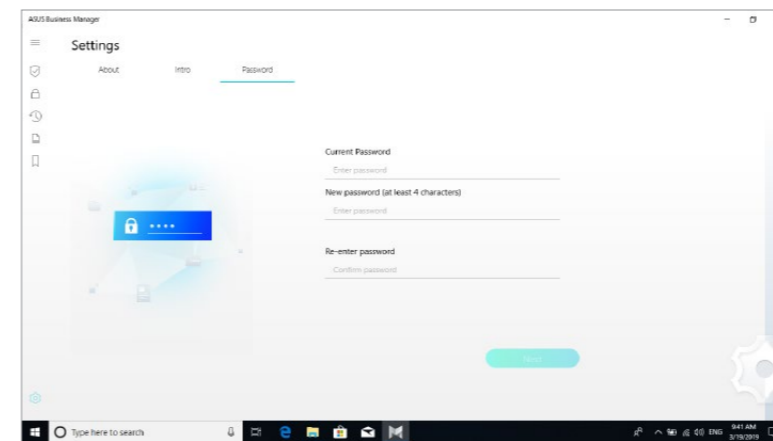 ASUS Business Manager
Settings
About Intro Password
Current Password
Enter password
New password (at least 4 characters)
Enter password
Re-enter password
Confirm password
Next
Type here to search
ENG 9:41 AM
3/19/2019